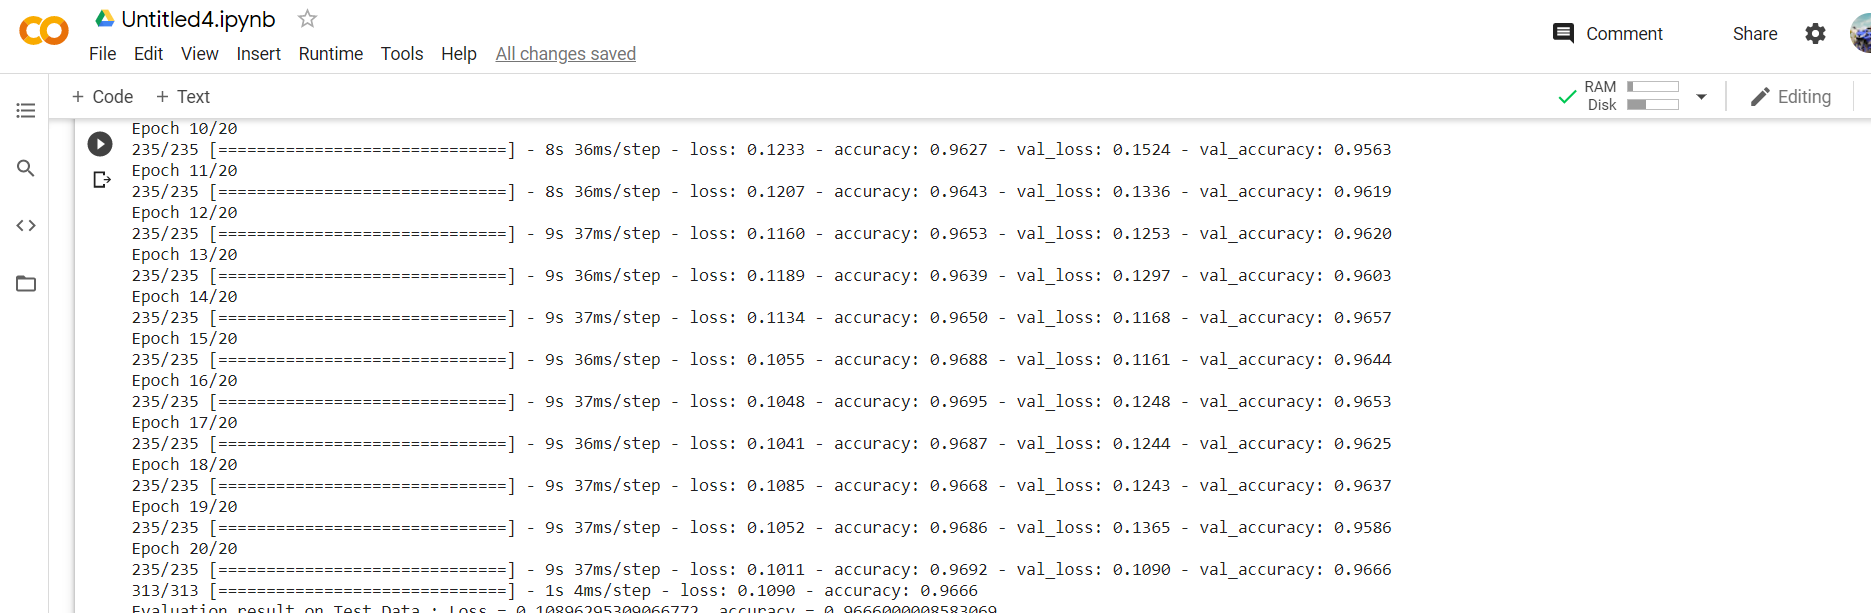 Untitled4.ipynb
File Edit View Insert Runtime Tools Help All changes saved
Comment Share
+ Code + Text
RAM
Disk
Editing
Epoch 10/20
235/235 [==============================] - 8s 36ms/step - loss: 0.1233 - accuracy: 0.9627 - val_loss: 0.1524 - val_accuracy: 0.9563
Epoch 11/20
235/235 [==============================] - 8s 36ms/step - loss: 0.1207 - accuracy: 0.9643 - val_loss: 0.1336 - val_accuracy: 0.9619
Epoch 12/20
235/235 [==============================] - 9s 37ms/step - loss: 0.1160 - accuracy: 0.9653 - val_loss: 0.1253 - val_accuracy: 0.9620
Epoch 13/20
235/235 [==============================] - 9s 36ms/step - loss: 0.1189 - accuracy: 0.9639 - val_loss: 0.1297 - val_accuracy: 0.9603
Epoch 14/20
235/235 [==============================] - 9s 37ms/step - loss: 0.1134 - accuracy: 0.9650 - val_loss: 0.1168 - val_accuracy: 0.9657
Epoch 15/20
235/235 [==============================] - 9s 36ms/step - loss: 0.1055 - accuracy: 0.9688 - val_loss: 0.1161 - val_accuracy: 0.9644
Epoch 16/20
235/235 [==============================] - 9s 37ms/step - loss: 0.1048 - accuracy: 0.9695 - val_loss: 0.1248 - val_accuracy: 0.9653
Epoch 17/20
235/235 [==============================] - 9s 36ms/step - loss: 0.1041 - accuracy: 0.9687 - val_loss: 0.1244 - val_accuracy: 0.9625
Epoch 18/20
235/235 [==============================] - 9s 37ms/step - loss: 0.1085 - accuracy: 0.9668 - val_loss: 0.1243 - val_accuracy: 0.9637
Epoch 19/20
235/235 [==============================] - 9s 37ms/step - loss: 0.1052 - accuracy: 0.9686 - val_loss: 0.1365 - val_accuracy: 0.9586
Epoch 20/20
235/235 [==============================] - 9s 37ms/step - loss: 0.1011 - accuracy: 0.9692 - val_loss: 0.1090 - val_accuracy: 0.9666
313/313 [==============================] - 1s 4ms/step - loss: 0.1090 - accuracy: 0.9666
Evaluation result on Test Data : Loss = 0.10896295309066772, accuracy = 0.9666000008583069